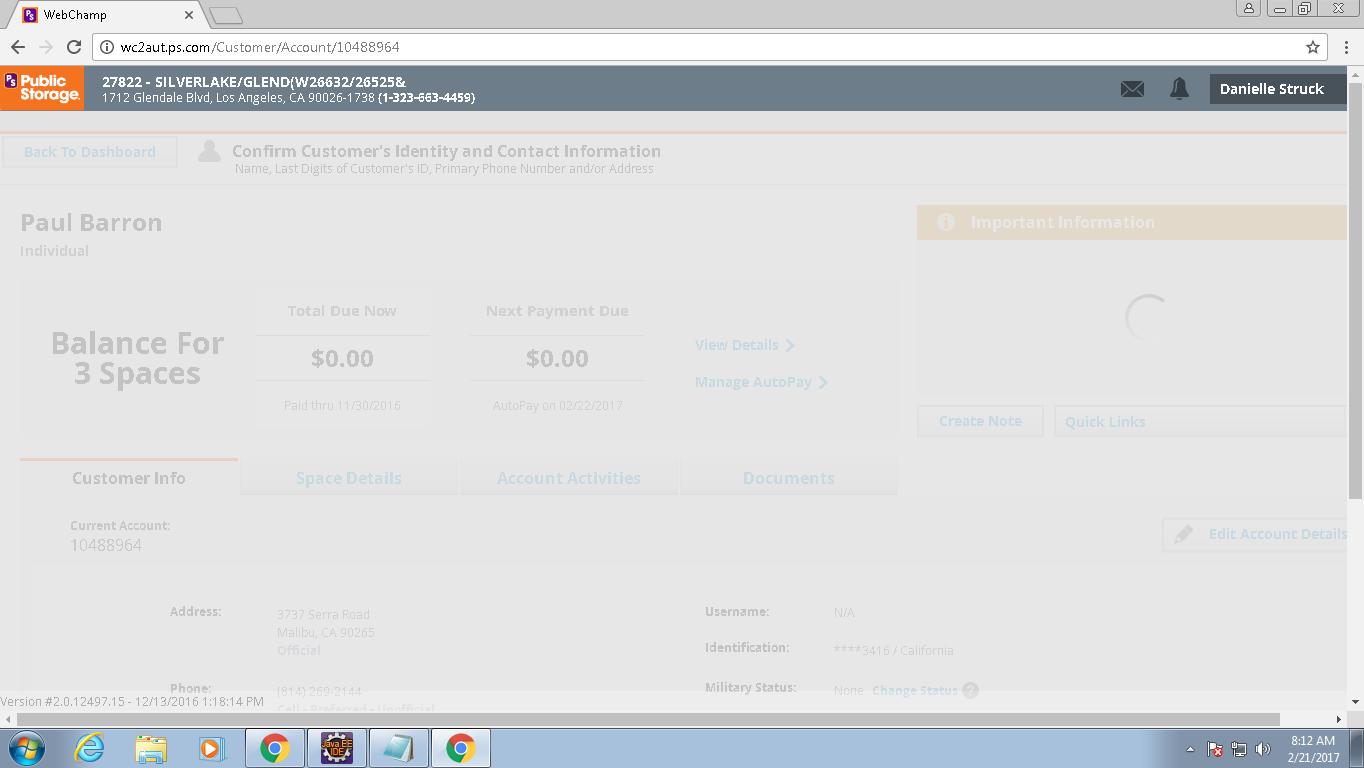 WebChamp
wc2aut.ps.com/Customer/Account/10488964
PS Public Storage.
27822 - SILVERLAKE/GLEND(W26632/26525&
1712 Glendale Blvd, Los Angeles, CA 90026-1738 (1-323-663-4459)
Danielle Struck
Back To Dashboard
Confirm Customer's Identity and Contact Information
Name, Last Digits of Customer's ID, Primary Phone Number and/or Address
Paul Barron
Individual
Important Information
Balance For
3 Spaces
Total Due Now
$0.00
Paid thru 11/30/2016
Next Payment Due
$0.00
AutoPay on 02/22/2017
View Details
Manage AutoPay
Create Note
Quick Links
Customer Info
Space Details
Account Activities
Documents
Current Account:
10488964
Edit Account Details
Address:
3737 Serra Road
Malibu, CA 90265
Official
Phone:
(814) 269-2144
Cell - Preferred - Unofficial
Username:
N/A
Identification:
****3416 / California
Military Status:
None Change Status ?
Version #2.0.12497.15 - 12/13/2016 1:18:14 PM
Java EE
IDE
8:12 AM
2/21/2017